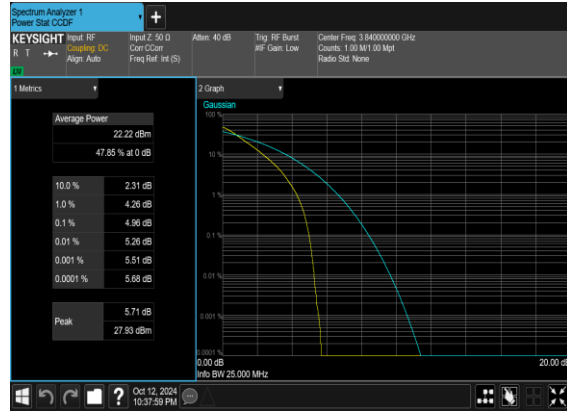 Spectrum Analyzer 1
Power Stat CCDF
KEYSIGHT
R T
LXI
Input: RF
Coupling: DC
Align: Auto
Input Z: 50 Ω
Corr CCorr
Freq Ref: Int (S)
Atten: 40 dB
Trig: RF Burst
#IF Gain: Low
Center Freq: 3.840000000 GHz
Counts: 1.00 M/1.00 Mpt
Radio Std: None
1 Metrics
Average Power
22.22 dBm
47.85 % at 0 dB
10.0 % 2.31 dB
1.0 % 4.26 dB
0.1 % 4.96 dB
0.01 % 5.26 dB
0.001 % 5.51 dB
0.0001 % 5.68 dB
Peak 5.71 dB
27.93 dBm
2 Graph
Gaussian
100 %
10 %
1 %
0.1 %
0.01 %
0.001 %
0.0001 %
0.00 dB
20.00 dB
Info BW 25.000 MHz
Oct 12, 2024
10:37:59 PM